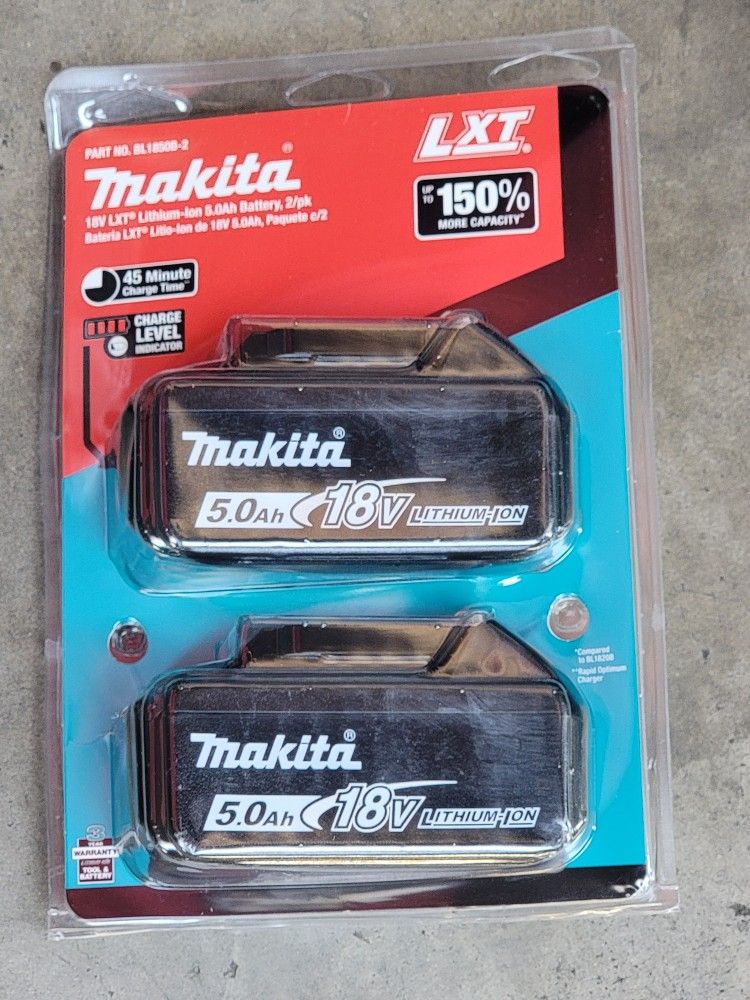 PART NO. BL1850B-2
makita®
18V LXT® Lithium-Ion 5.0Ah Battery, 2/pk
Bateria LXT® Litio-Ion de 18V 5.0Ah, Paquete c/2
LXT®
UP TO 150%
MORE CAPACITY*
45 Minute
Charge Time**
CHARGE
LEVEL
INDICATOR
makita®
5.0Ah 18V LITHIUM-ION
*Compared
to BL1820B
**Rapid Optimum
Charger
makita®
5.0Ah 18V LITHIUM-ION
3
YEAR
WARRANTY
TOOL &
BATTERY